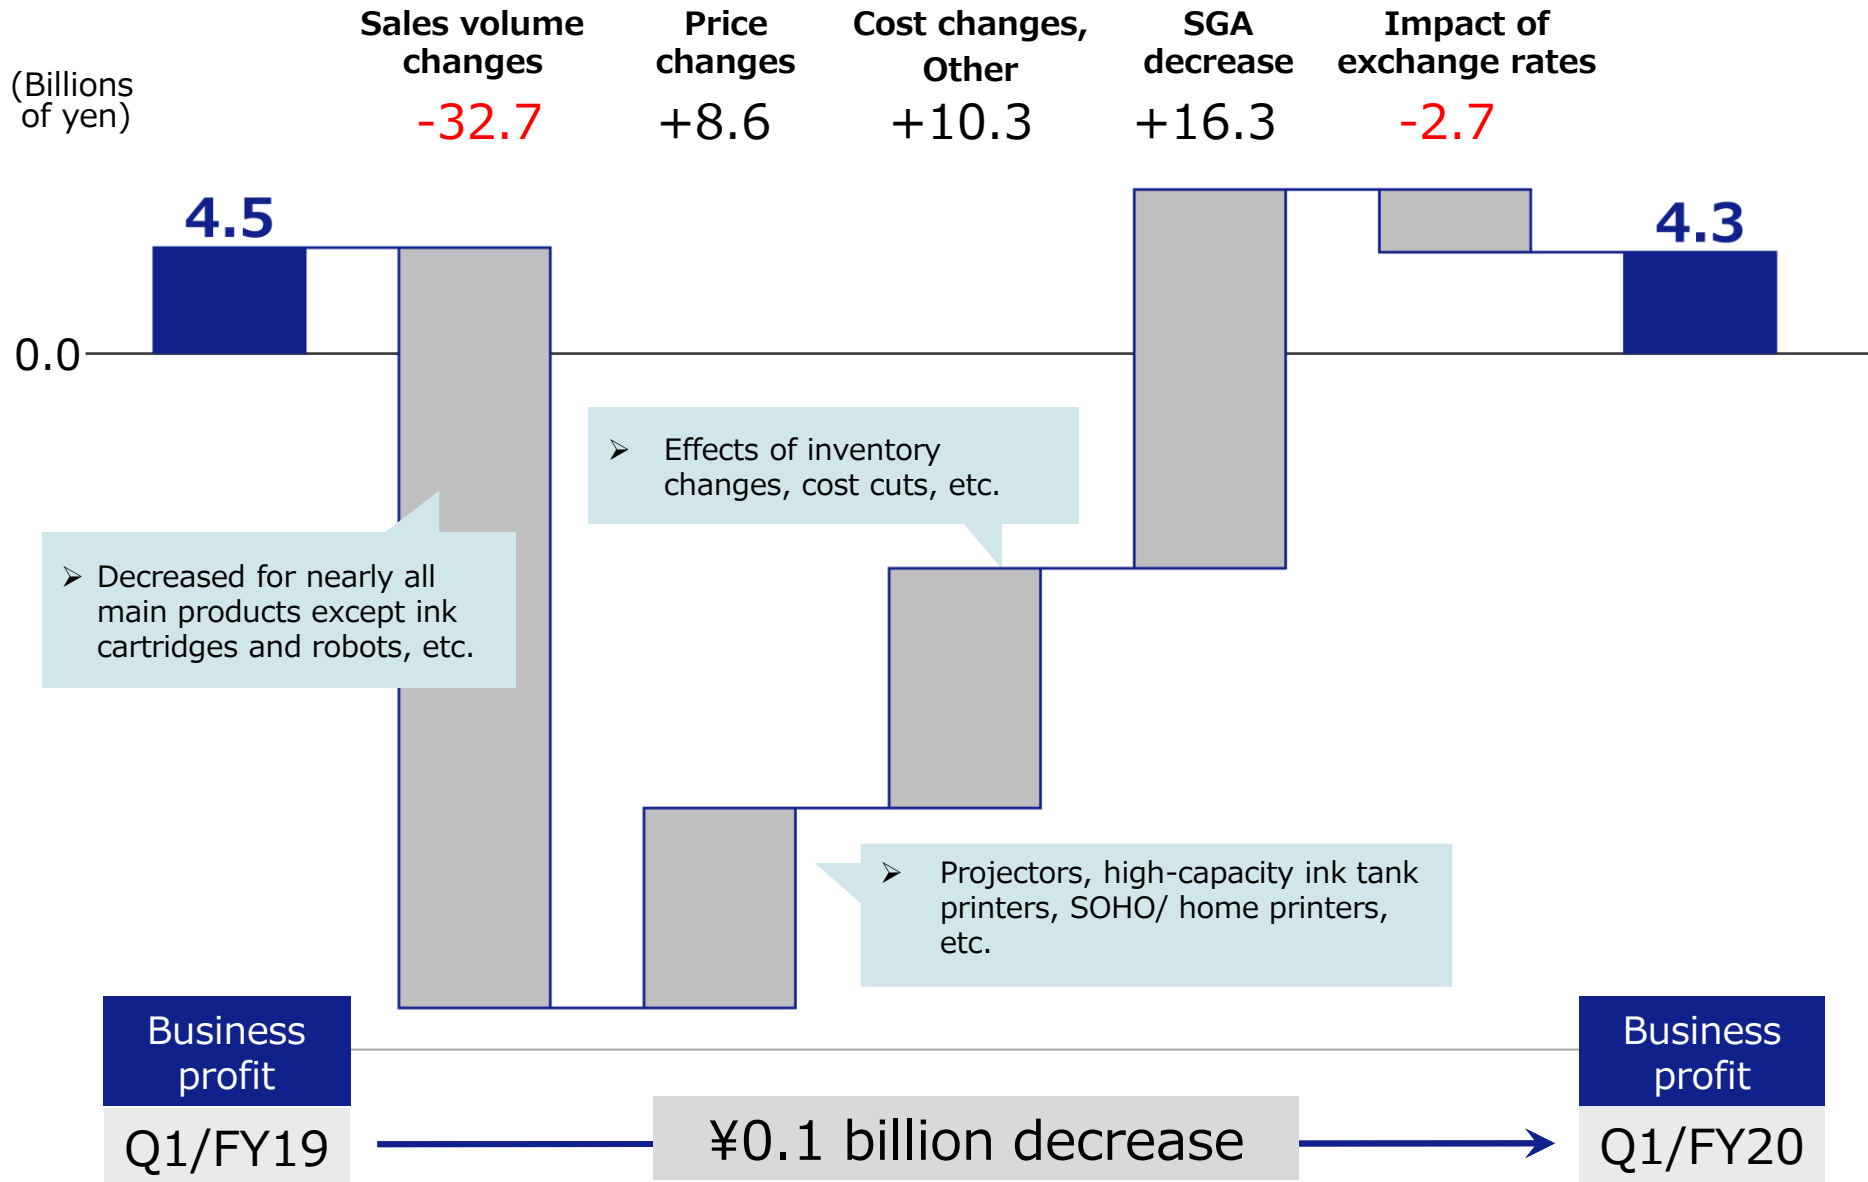 (Billions
of yen)
Sales volume
changes
-32.7
Price
changes
+8.6
Cost changes,
Other
+10.3
SGA
decrease
+16.3
Impact of
exchange rates
-2.7
4.5
4.3
0.0
➢ Effects of inventory
changes, cost cuts, etc.
➢ Decreased for nearly all
main products except ink
cartridges and robots, etc.
➢ Projectors, high-capacity ink tank
printers, SOHO/ home printers,
etc.
Business
profit
Q1/FY19
¥0.1 billion decrease
Business
profit
Q1/FY20